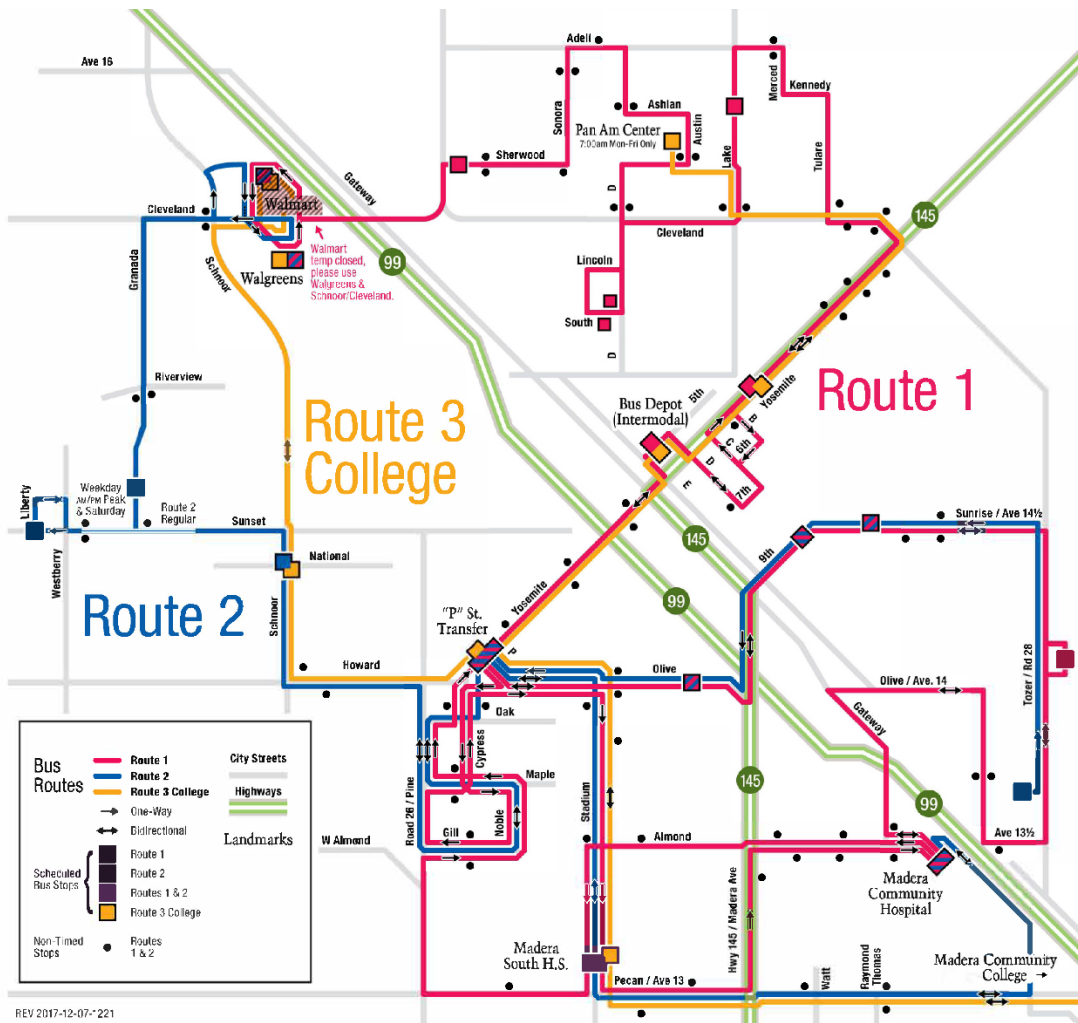 Ave 16
Adell
Merced
Kennedy
Ashlan
Sonora
Austin
Pan Am Center
7:00am Mon-Fri Only
Lake
Tulare
Sherwood
Gateway
D
D
145
Walmart
Cleveland
Cleveland
99
Granada
Schnoor
Walgreens
Walmart
temp closed,
please use
Walgreens &
Schnoor/Cleveland.
Lincoln
South
D
Riverview
Route 3
College
Route 1
5th
Yosemite
Bus Depot
(Intermodal)
B
6th
C
D
E
7th
Weekday
AM/PM Peak
& Saturday
Route 2
Regular
Liberty
Westberry
Sunset
National
145
Sunrise / Ave 14½
9th
Route 2
Schnoor
Yosemite
99
"P" St.
Transfer
P
Howard
Olive
Olive / Ave. 14
Tozer / Rd 28
Gateway
Oak
Cypress
Maple
Road 26 / Pine
Noble
Gill
Stadium
145
99
W Almond
Almond
Ave 13½
Madera
Community
Hospital
Hwy 145 / Madera Ave
Madera
South H.S.
Pecan / Ave 13
Watt
Raymond
Thomas
Madera Community
College →
Bus
Routes
Route 1
Route 2
Route 3 College
One-Way
Bidirectional
City Streets
Highways
Landmarks
Scheduled
Bus Stops
Route 1
Route 2
Routes 1 & 2
Route 3 College
Non-Timed
Stops
Routes
1 & 2
REV 2017-12-07-1221